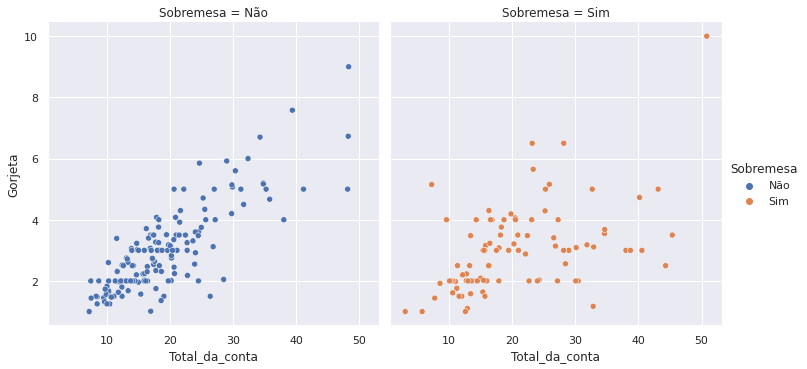 Sobremesa = Não
Sobremesa = Sim
10
8
6
4
2
Gorjeta
10
20
30
40
50
10
20
30
40
50
Total_da_conta
Total_da_conta
Sobremesa
Não
Sim